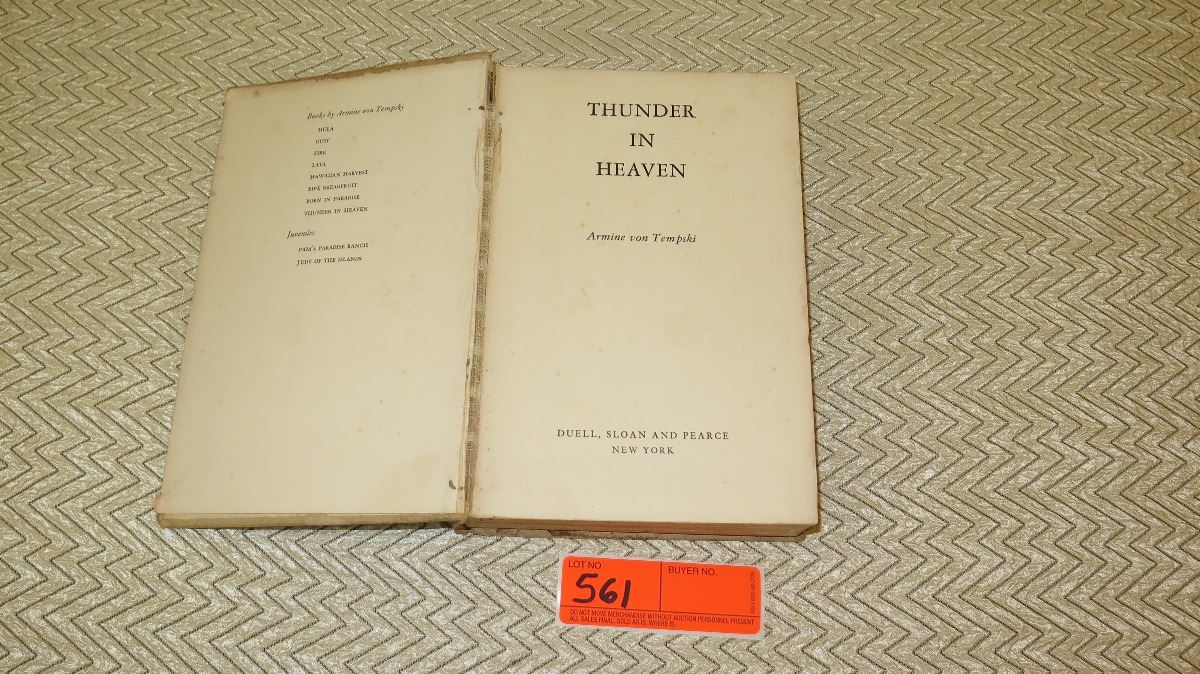 Books by Armine von Tempski
HULA
DUST
FIRE
LAVA
HAWAIIAN HARVEST
RIPE BREADFRUIT
BORN IN PARADISE
THUNDER IN HEAVEN
Juveniles
PAM'S PARADISE RANCH
JUDY OF THE ISLANDS
THUNDER
IN
HEAVEN
Armine von Tempski
DUELL, SLOAN AND PEARCE
NEW YORK
LOT NO.
561
BUYER NO.
DO NOT MOVE MERCHANDISE WITHOUT AUCTION PERSONNEL PRESENT
ALL SALES FINAL, SOLD AS IS, WHERE IS